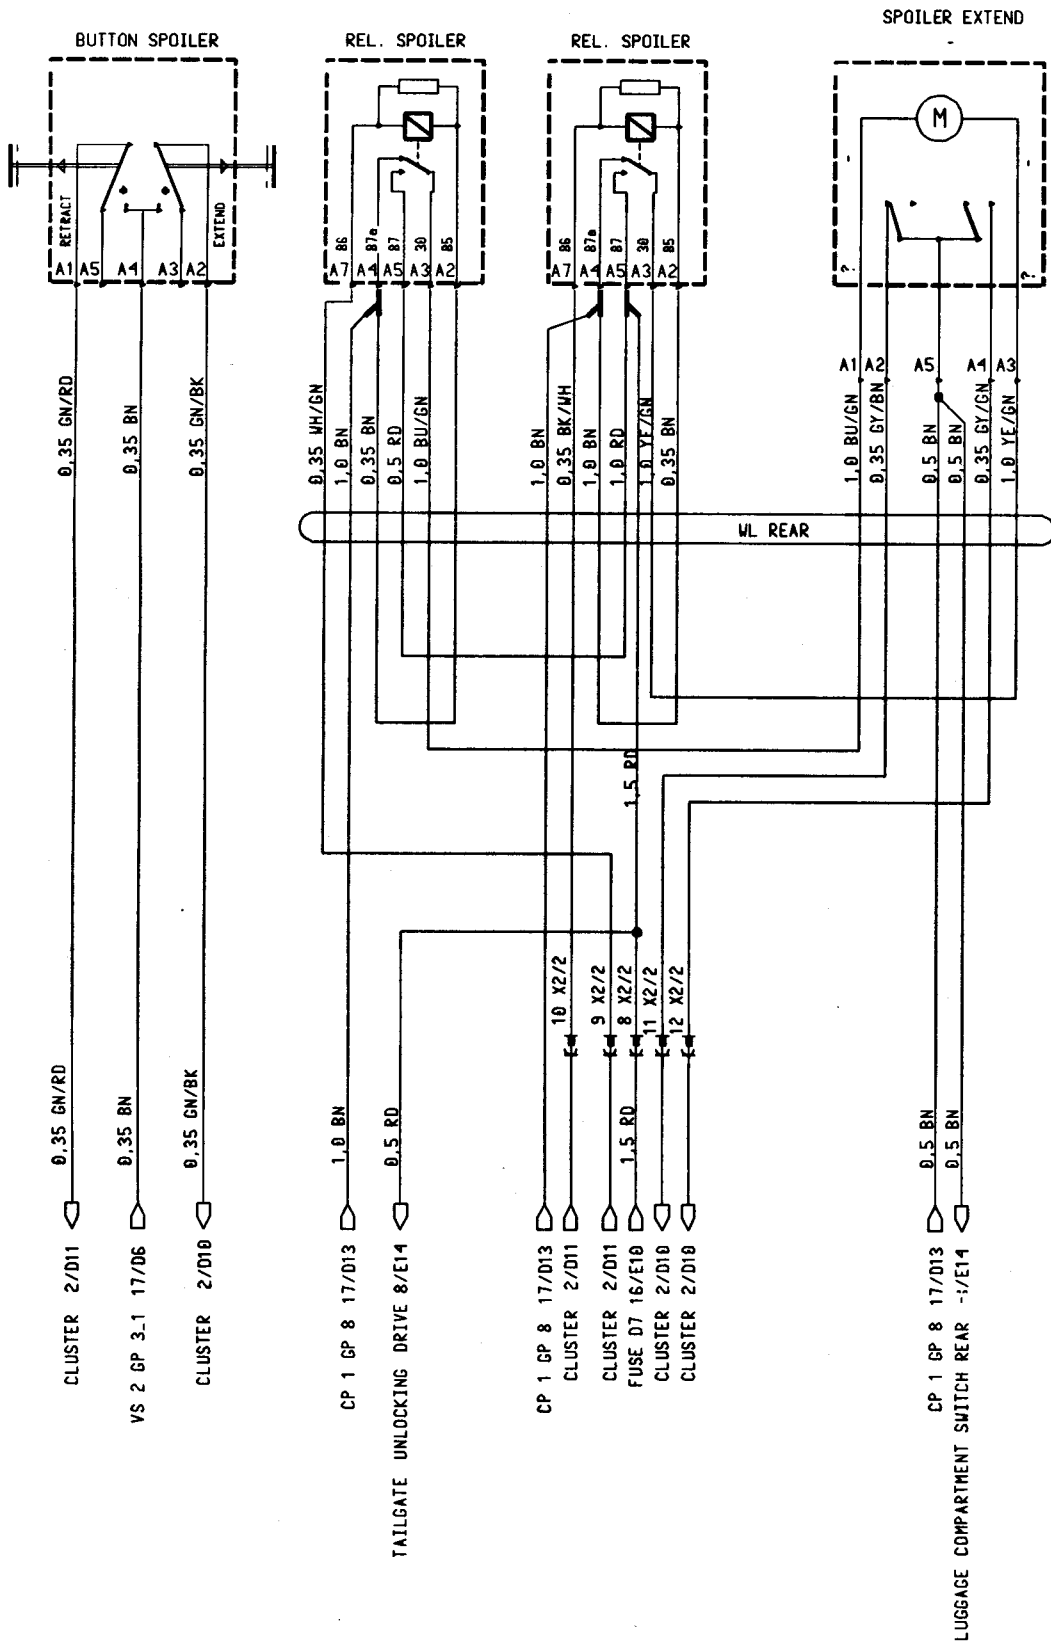 SPOILER EXTEND
-
BUTTON SPOILER
REL. SPOILER
REL. SPOILER
M
RETRACT
EXTEND
A1 A5 A4 A3 A2
86 87a 87 30 85
A7 A4 A5 A3 A2
86 87a 87 30 85
A7 A4 A5 A3 A2
?
?
A1 A2 A5 A4 A3
0,35 GN/RD
0,35 BN
0,35 GN/BK
0,35 WH/GN
1,0 BN
0,35 BN
0,5 RD
1,0 BU/GN
1,0 BN
0,35 BK/WH
1,0 BN
1,0 RD
1,0 YE/GN
0,35 BN
1,0 BU/GN
0,35 GY/BN
0,5 BN
0,5 BN
0,35 GY/GN
1,0 YE/GN
WL REAR
1,5 RD
10 X2/2
9 X2/2
8 X2/2
11 X2/2
12 X2/2
0,35 GN/RD
0,35 BN
0,35 GN/BK
1,0 BN
0,5 RD
1,5 RD
0,5 BN
0,5 BN
CLUSTER 2/D11
VS 2 GP 3_1 17/D6
CLUSTER 2/D10
CP 1 GP 8 17/D13
TAILGATE UNLOCKING DRIVE 8/E14
CP 1 GP 8 17/D13
CLUSTER 2/D11
CLUSTER 2/D11
FUSE D7 16/E10
CLUSTER 2/D10
CLUSTER 2/D10
CP 1 GP 8 17/D13
LUGGAGE COMPARTMENT SWITCH REAR